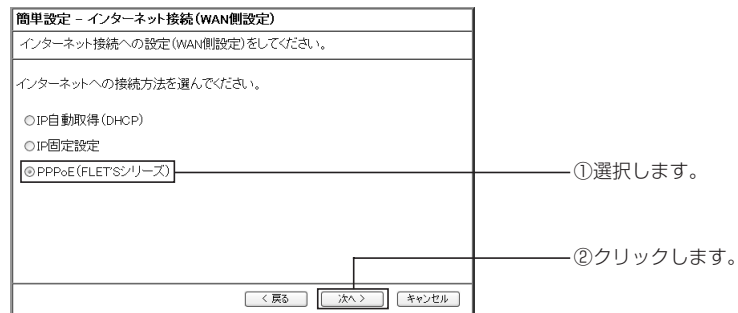 簡単設定 − インターネット接続(WAN側設定)
インターネット接続への設定(WAN側設定)をしてください。
インターネットへの接続方法を選んでください。
IP自動取得(DHCP)
IP固定設定
PPPoE(FLET'Sシリーズ)
①選択します。
②クリックします。
< 戻る 次へ > キャンセル